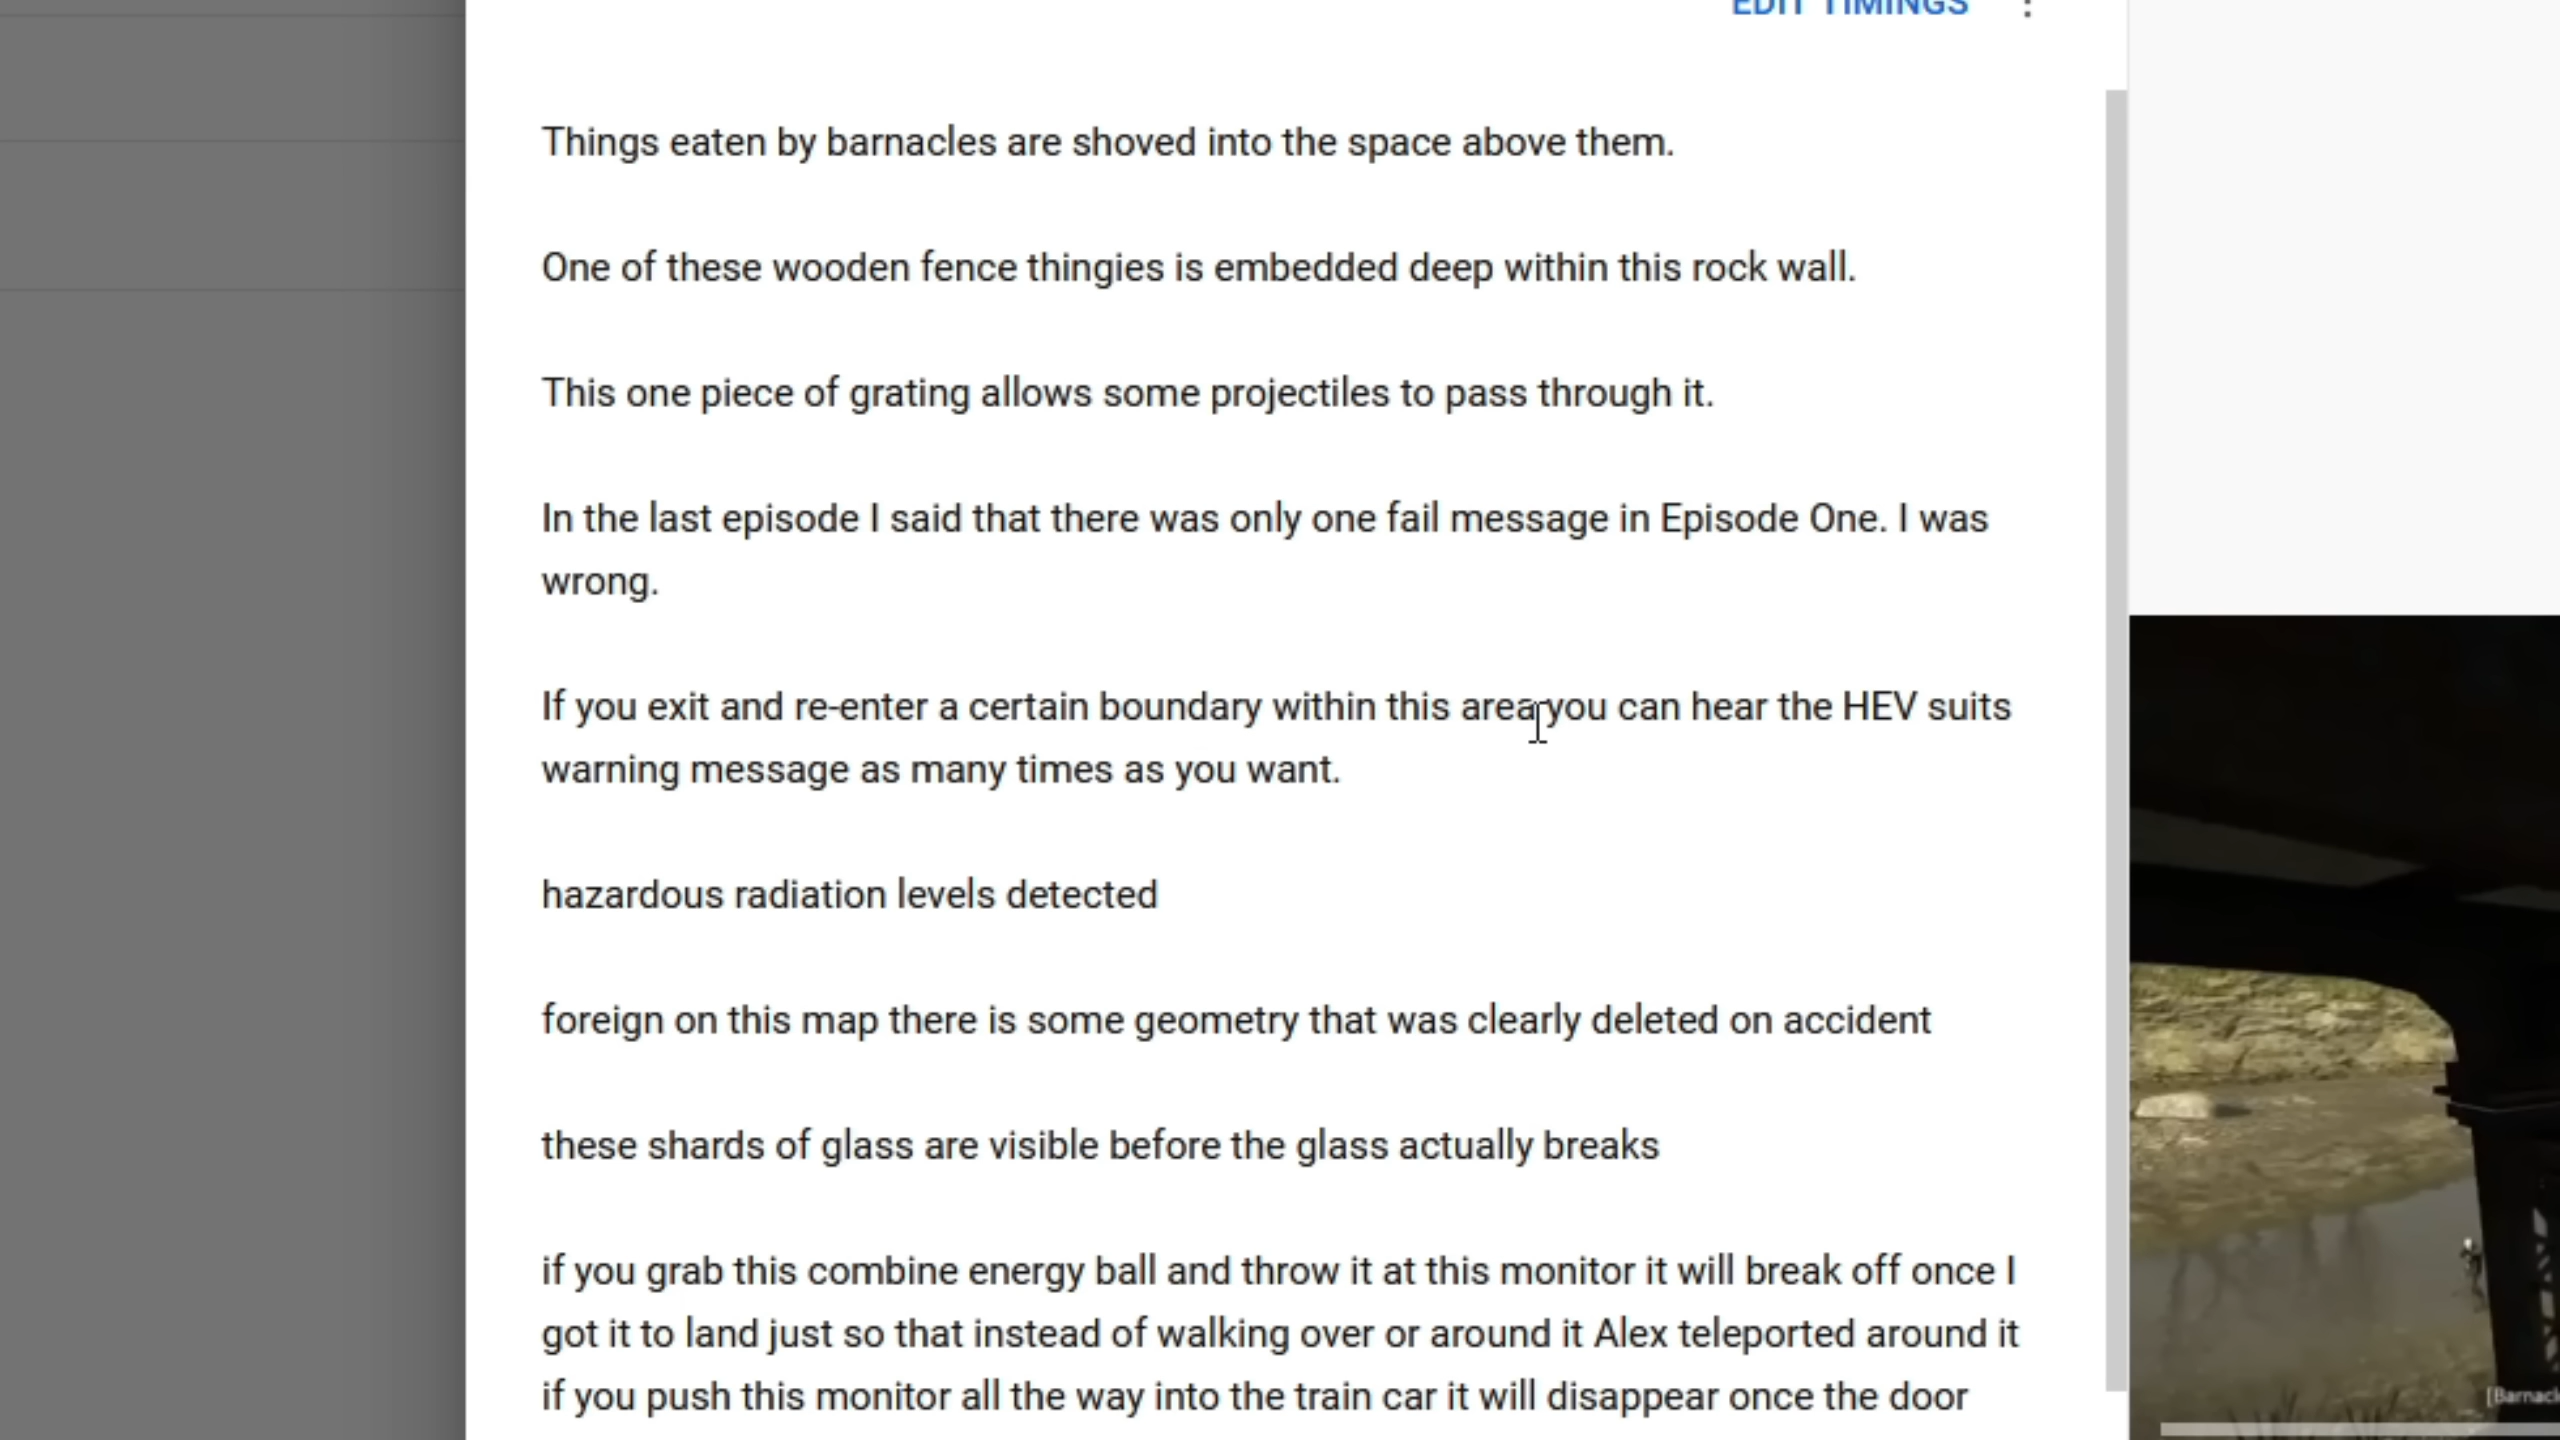 EDIT TIMINGS
Things eaten by barnacles are shoved into the space above them.
One of these wooden fence thingies is embedded deep within this rock wall.
This one piece of grating allows some projectiles to pass through it.
In the last episode I said that there was only one fail message in Episode One. I was
wrong.
If you exit and re-enter a certain boundary within this area you can hear the HEV suits
warning message as many times as you want.
hazardous radiation levels detected
foreign on this map there is some geometry that was clearly deleted on accident
these shards of glass are visible before the glass actually breaks
if you grab this combine energy ball and throw it at this monitor it will break off once I
got it to land just so that instead of walking over or around it Alex teleported around it
if you push this monitor all the way into the train car it will disappear once the door